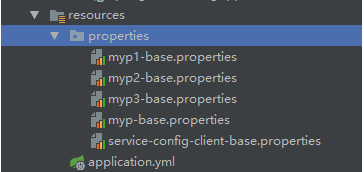 resources
properties
myp1-base.properties
myp2-base.properties
myp3-base.properties
myp-base.properties
service-config-client-base.properties
application.yml